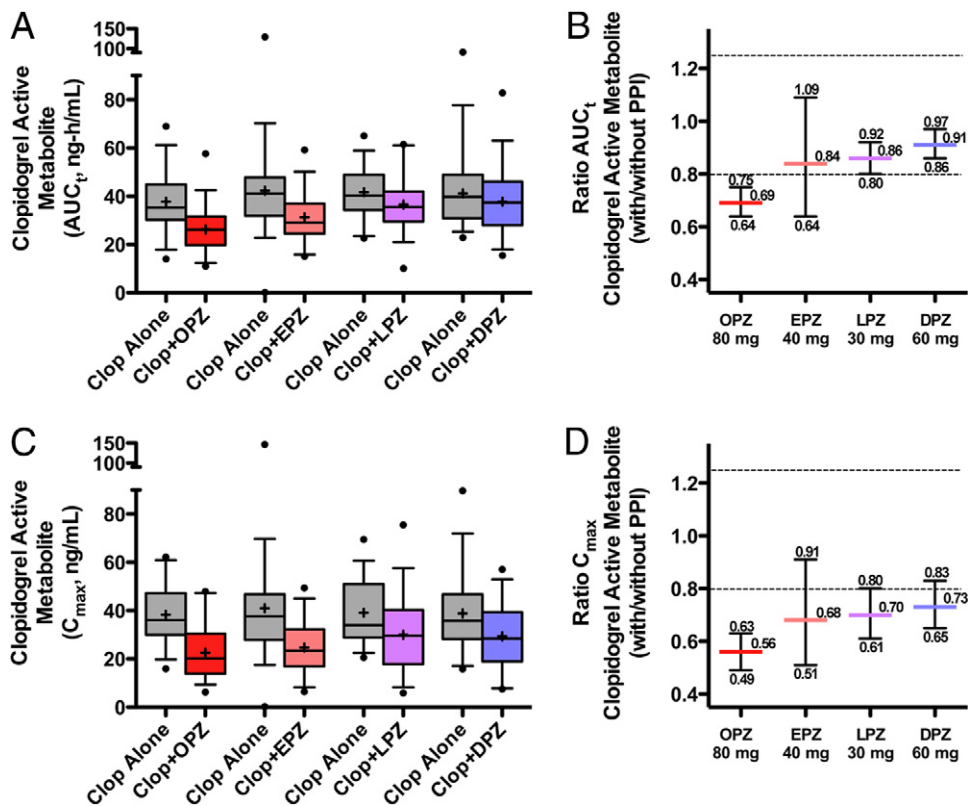 A
Clopidogrel Active
Metabolite
(AUCt, ng-h/mL)
150
100
80
60
40
20
0
Clop Alone
Clop+OPZ
Clop Alone
Clop+EPZ
Clop Alone
Clop+LPZ
Clop Alone
Clop+DPZ
B
Ratio AUCt
Clopidogrel Active Metabolite
(with/without PPI)
1.2
1.0
0.8
0.6
0.4
0.75
0.69
0.64
1.09
0.84
0.64
0.92
0.86
0.80
0.97
0.91
0.86
OPZ
80 mg
EPZ
40 mg
LPZ
30 mg
DPZ
60 mg
C
Clopidogrel Active
Metabolite
(Cmax, ng/mL)
150
100
80
60
40
20
0
Clop Alone
Clop+OPZ
Clop Alone
Clop+EPZ
Clop Alone
Clop+LPZ
Clop Alone
Clop+DPZ
D
Ratio Cmax
Clopidogrel Active Metabolite
(with/without PPI)
1.2
1.0
0.8
0.6
0.4
0.63
0.56
0.49
0.91
0.68
0.51
0.80
0.70
0.61
0.83
0.73
0.65
OPZ
80 mg
EPZ
40 mg
LPZ
30 mg
DPZ
60 mg